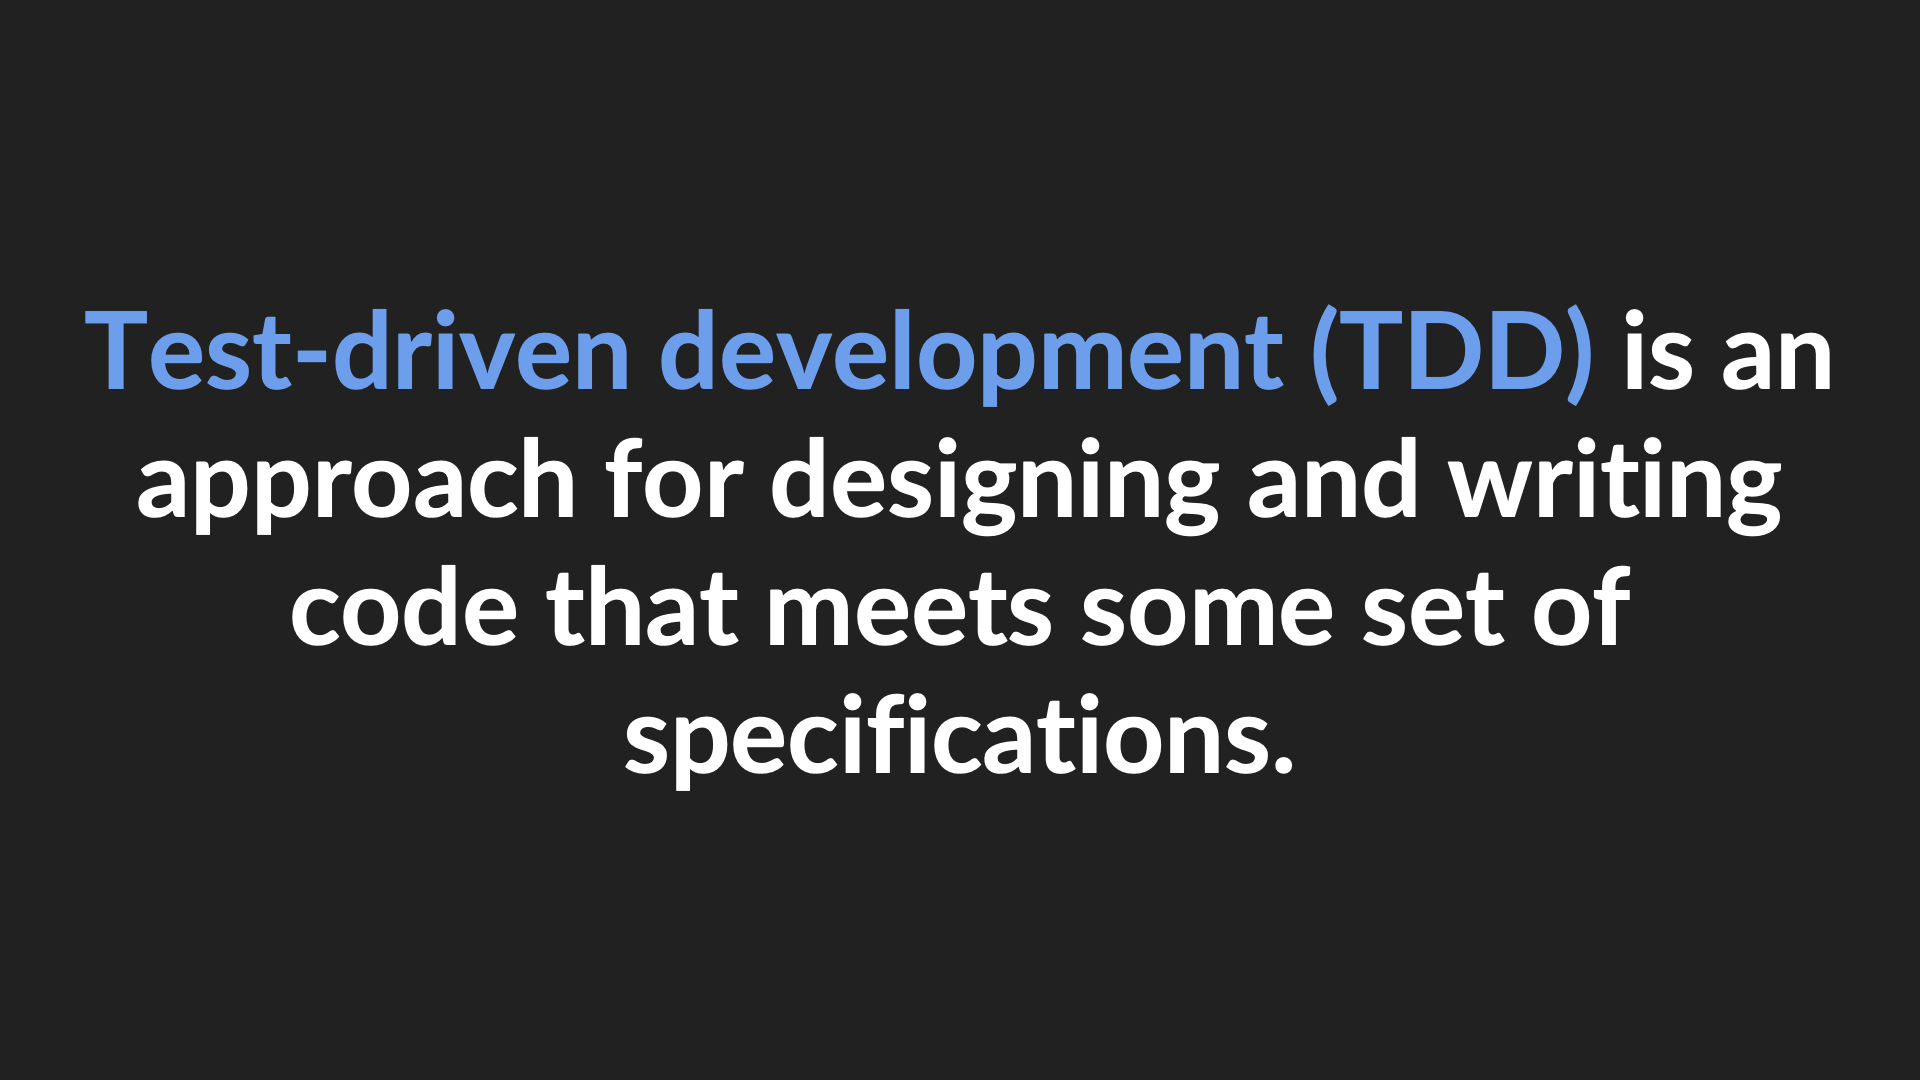 Test-driven development (TDD) is an
approach for designing and writing
code that meets some set of
specifications.